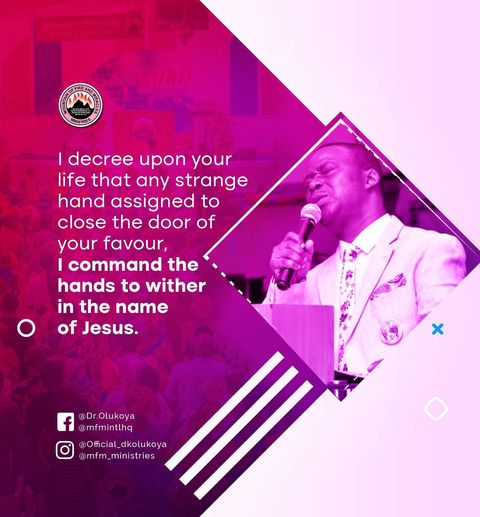 LORD
I decree upon your
life that any strange
hand assigned to
close the door of
your favour,
I command the
hands to wither
in the name
of Jesus.
@Dr.Olukoya
@mfmintlhq
@Official_dkolukoya
@mfm_ministries